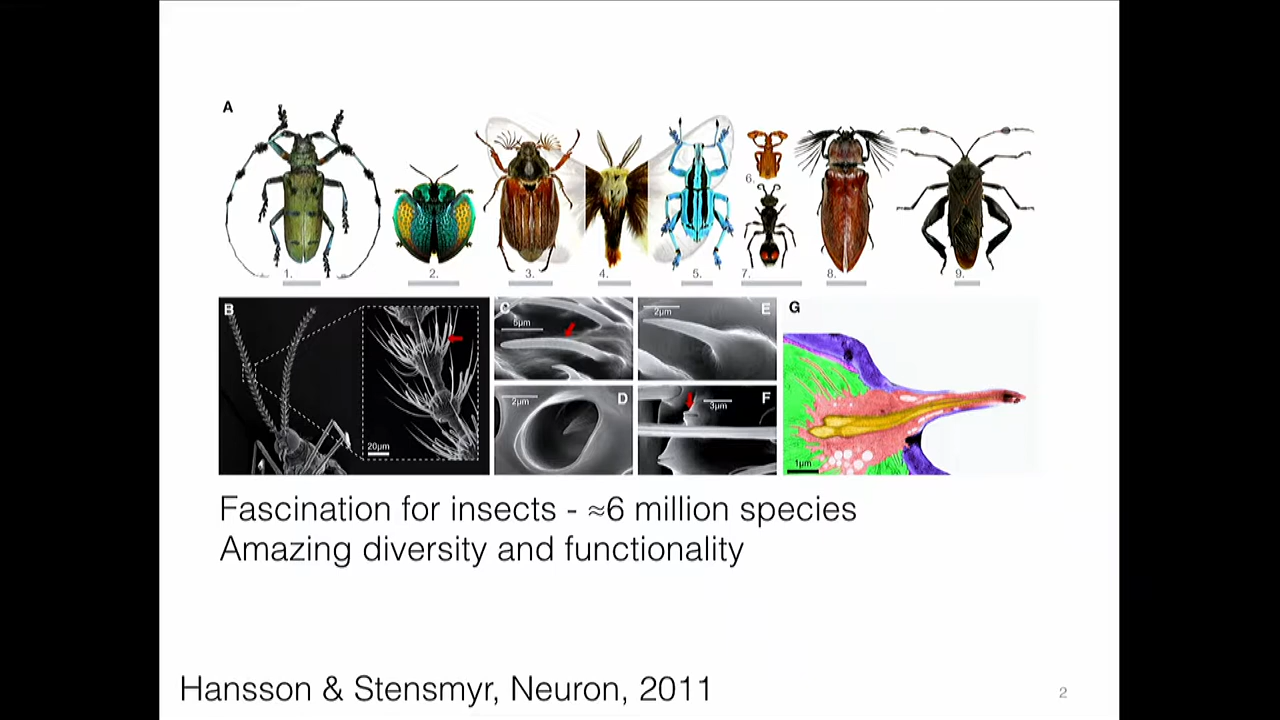 A
1.
2.
3.
4.
5.
6.
7.
8.
9.
B
20µm
C
5µm
D
2µm
E
2µm
F
3µm
G
1µm
Fascination for insects - ≈6 million species
Amazing diversity and functionality
Hansson & Stensmyr, Neuron, 2011
2